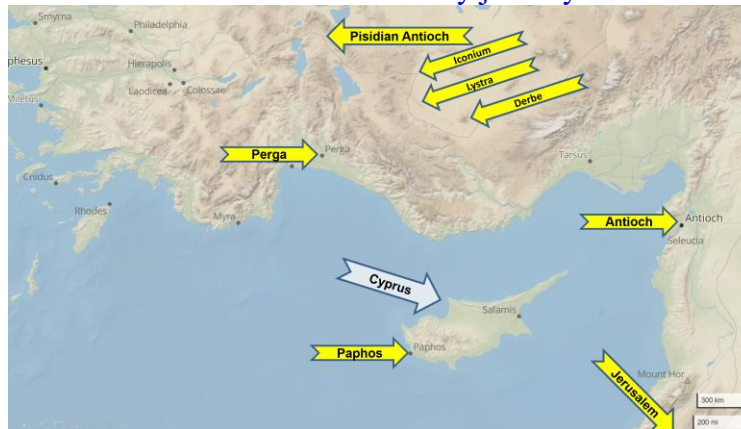 Smyrna
Philadelphia
Pisidian Antioch
Iconium
phesus
Hierapolis
Lystra
Laodicea
Colossae
Derbe
Miletus
Perga
Perga
Tarsus
Cnidus
Rhodes
Myra
Antioch
Antioch
Seleucia
Cyprus
Salamis
Paphos
Paphos
Jerusalem
Mount Hor
300 km
200 mi